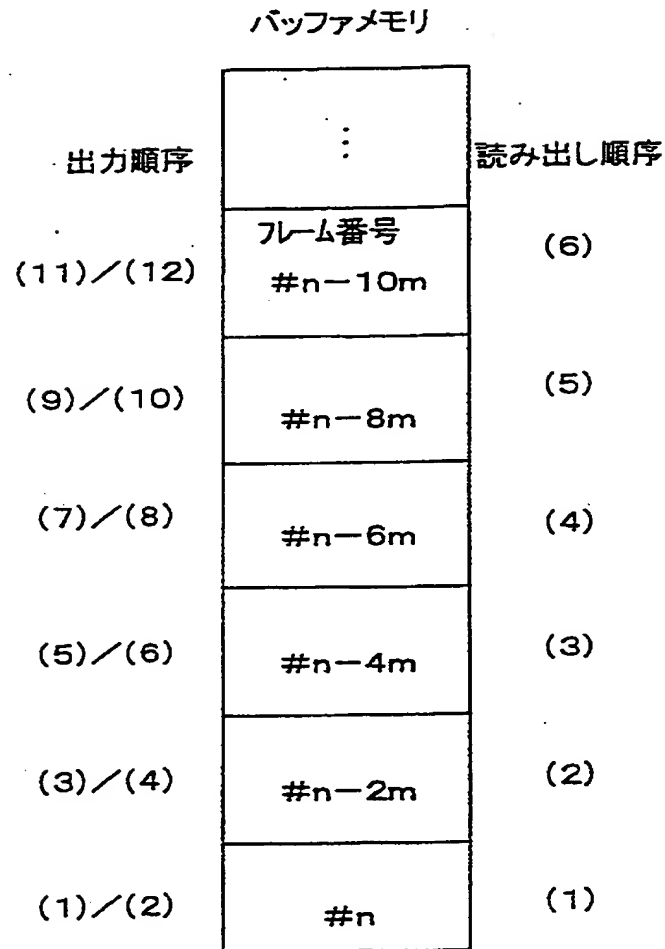 バッファメモリ
出力順序
⋮
読み出し順序
フレーム番号
(11)/(12)
#n-10m
(6)
(9)/(10)
#n-8m
(5)
(7)/(8)
#n-6m
(4)
(5)/(6)
#n-4m
(3)
(3)/(4)
#n-2m
(2)
(1)/(2)
#n
(1)